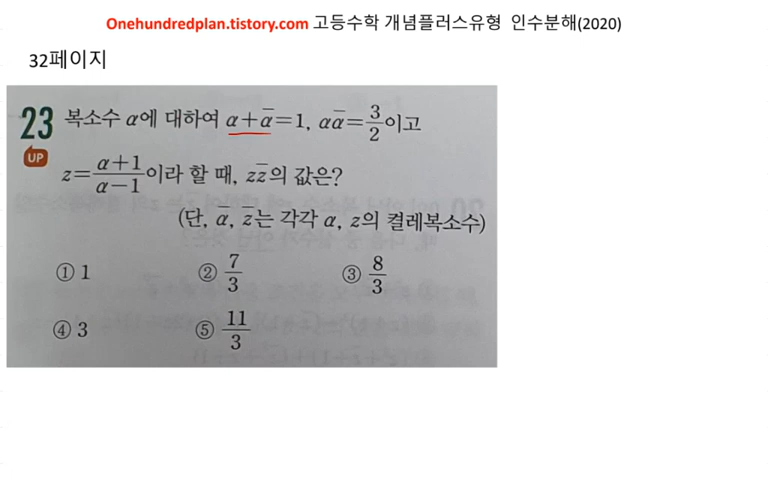 Onehundredplan.tistory.com 고등수학 개념플러스유형 인수분해(2020)
32페이지
23 복소수 α에 대하여 α+α̅=1, αα̅=3/2이고
UP
z=(α+1)/(α−1)이라 할 때, zz̅의 값은?
(단, α̅, z̅는 각각 α, z의 켤레복소수)
① 1 ② 7/3 ③ 8/3
④ 3 ⑤ 11/3